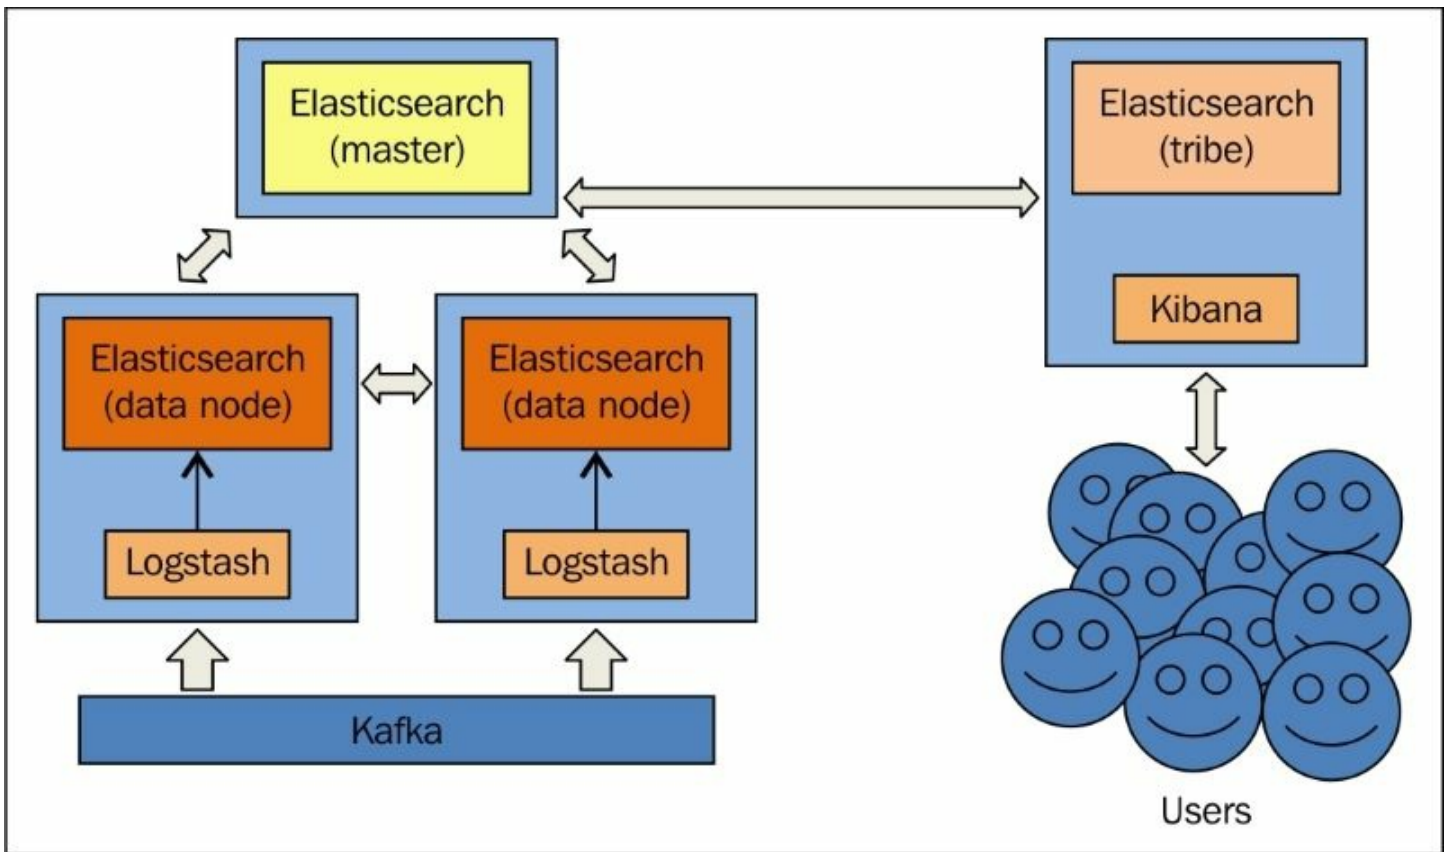 Elasticsearch
(master)
Elasticsearch
(tribe)
Kibana
Elasticsearch
(data node)
Elasticsearch
(data node)
Logstash
Logstash
Kafka
Users